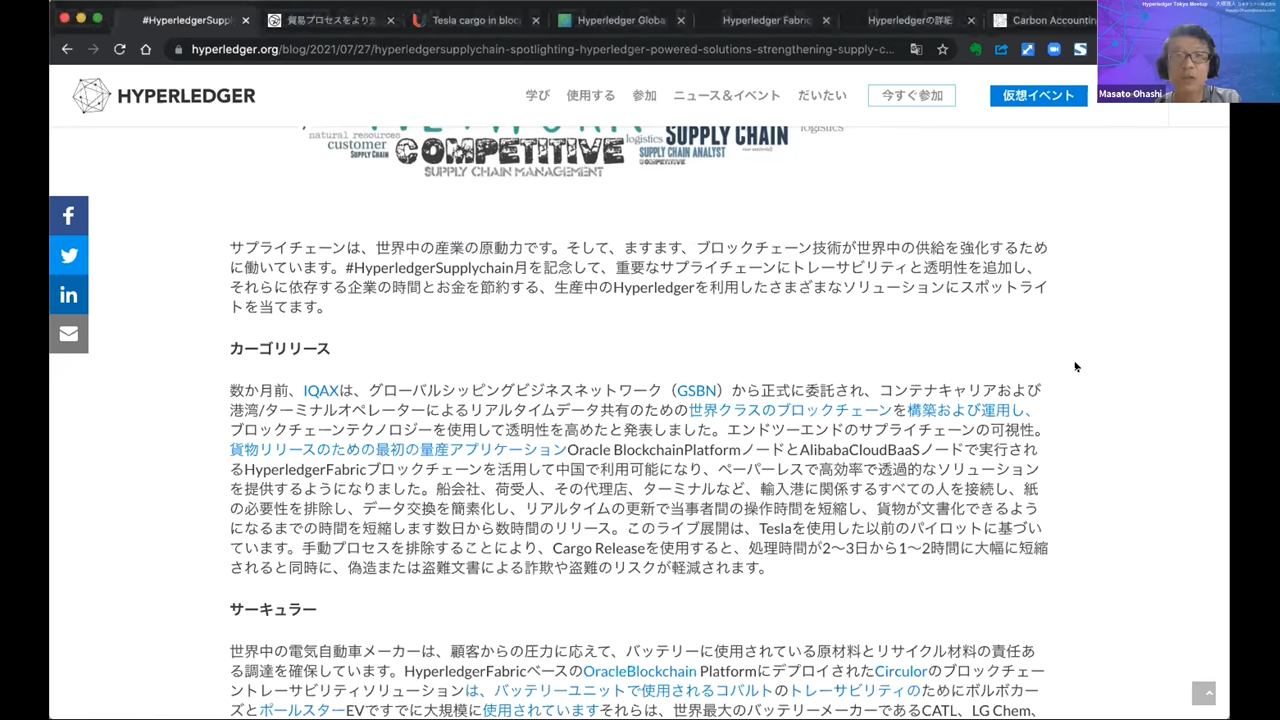 #HyperledgerSuppl
貿易プロセスをより
Tesla cargo in bloc
Hyperledger Globa
Hyperledger Fabric
Hyperledgerの詳細
Carbon Accountin
Hyperledger Tokyo Meetup
hyperledger.org/blog/2021/07/27/hyperledgersupplychain-spotlighting-hyperledger-powered-solutions-strengthening-supply-c...
Masato Ohashi
HYPERLEDGER
学び
使用する
参加
ニュース＆イベント
だいたい
今すぐ参加
仮想イベント
natural resources
customer
SUPPLY CHAIN
COMPETITIVE
SUPPLY CHAIN MANAGEMENT
logistics
SUPPLY CHAIN
SUPPLY CHAIN ANALYST
logistics
サプライチェーンは、世界中の産業の原動力です。そして、ますます、ブロックチェーン技術が世界中の供給を強化するため
に働いています。#HyperledgerSupplychain月を記念して、重要なサプライチェーンにトレーサビリティと透明性を追加し、
それらに依存する企業の時間とお金を節約する、生産中のHyperledgerを利用したさまざまなソリューションにスポットライ
トを当てます。
カーゴリリース
数か月前、IQAXは、グローバルシッピングビジネスネットワーク（GSBN）から正式に委託され、コンテナキャリアおよび
港湾/ターミナルオペレーターによるリアルタイムデータ共有のための世界クラスのブロックチェーンを構築および運用し、
ブロックチェーンテクノロジーを使用して透明性を高めたと発表しました。エンドツーエンドのサプライチェーンの可視性。
貨物リリースのための最初の量産アプリケーションOracle BlockchainPlatformノードとAlibabaCloudBaaSノードで実行され
るHyperledgerFabricブロックチェーンを活用して中国で利用可能になり、ペーパーレスで高効率で透過的なソリューション
を提供するようになりました。船会社、荷受人、その代理店、ターミナルなど、輸入港に関係するすべての人を接続し、紙
の必要性を排除し、データ交換を簡素化し、リアルタイムの更新で当事者間の操作時間を短縮し、貨物が文書化できるよう
になるまでの時間を短縮します数日から数時間のリリース。このライブ展開は、Teslaを使用した以前のパイロットに基づい
ています。手動プロセスを排除することにより、Cargo Releaseを使用すると、処理時間が2〜3日から1〜2時間に大幅に短縮
されると同時に、偽造または盗難文書による詐欺や盗難のリスクが軽減されます。
サーキュラー
世界中の電気自動車メーカーは、顧客からの圧力に応えて、バッテリーに使用されている原材料とリサイクル材料の責任あ
る調達を確保しています。HyperledgerFabricベースのOracleBlockchain PlatformにデプロイされたCirculorのブロックチェー
ントレーサビリティソリューションは、バッテリーユニットで使用されるコバルトのトレーサビリティのためにボルボカー
ズとポールスターEVですでに大規模に使用されていますそれらは、世界最大のバッテリーメーカーであるCATL、LG Chem、